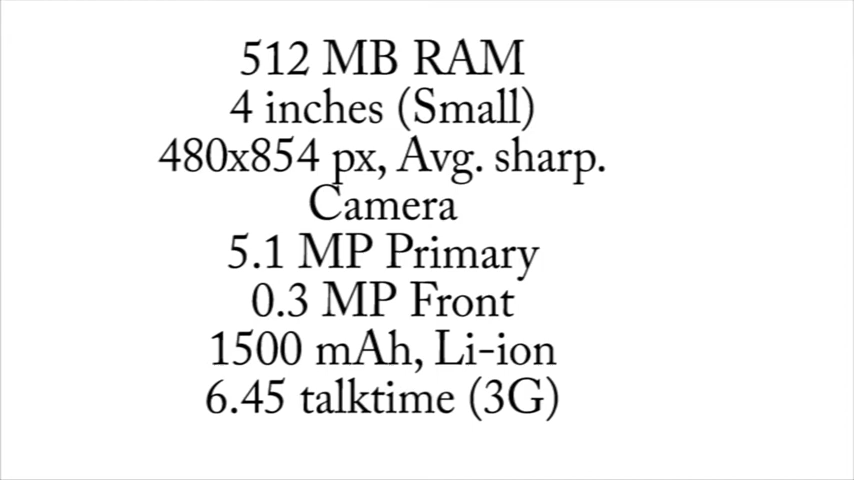 512 MB RAM
4 inches (Small)
480x854 px, Avg. sharp.
Camera
5.1 MP Primary
0.3 MP Front
1500 mAh, Li-ion
6.45 talktime (3G)